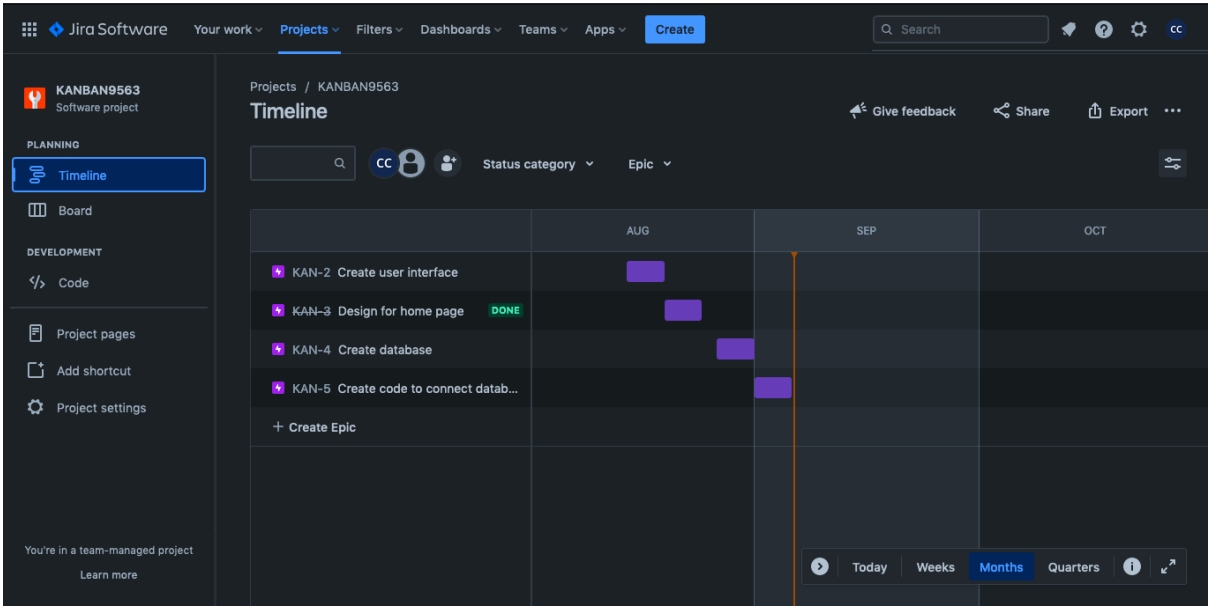 Jira Software Your work Projects Filters Dashboards Teams Apps Create Search CC
KANBAN9563
Software project
PLANNING
Timeline
Board
DEVELOPMENT
Code
Project pages
Add shortcut
Project settings
You're in a team-managed project
Learn more
Projects / KANBAN9563
Timeline
Give feedback Share Export
CC Status category Epic
AUG SEP OCT
KAN-2 Create user interface
KAN-3 Design for home page DONE
KAN-4 Create database
KAN-5 Create code to connect datab...
+ Create Epic
Today Weeks Months Quarters